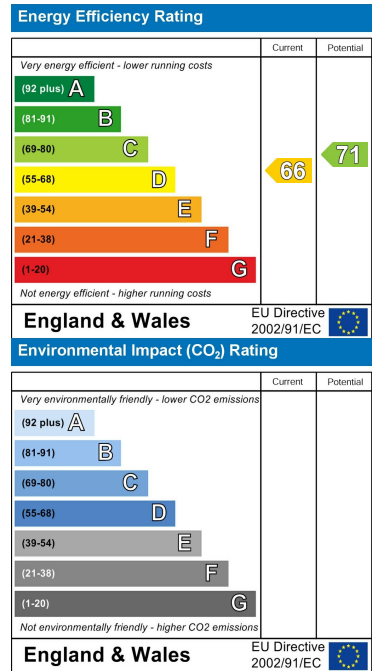 Energy Efficiency Rating
Current Potential
Very energy efficient - lower running costs
(92 plus) A
(81-91) B
(69-80) C
(55-68) D
(39-54) E
(21-38) F
(1-20) G
66
71
Not energy efficient - higher running costs
England & Wales
EU Directive
2002/91/EC
Environmental Impact (CO₂) Rating
Current Potential
Very environmentally friendly - lower CO2 emissions
(92 plus) A
(81-91) B
(69-80) C
(55-68) D
(39-54) E
(21-38) F
(1-20) G
Not environmentally friendly - higher CO2 emissions
England & Wales
EU Directive
2002/91/EC